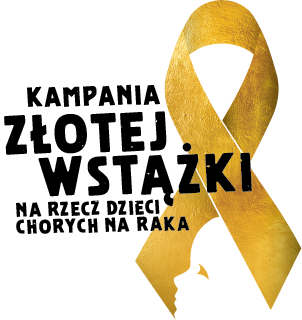 KAMPANIA
ZŁOTEJ
WSTĄŻKI
NA RZECZ DZIECI
CHORYCH NA RAKA